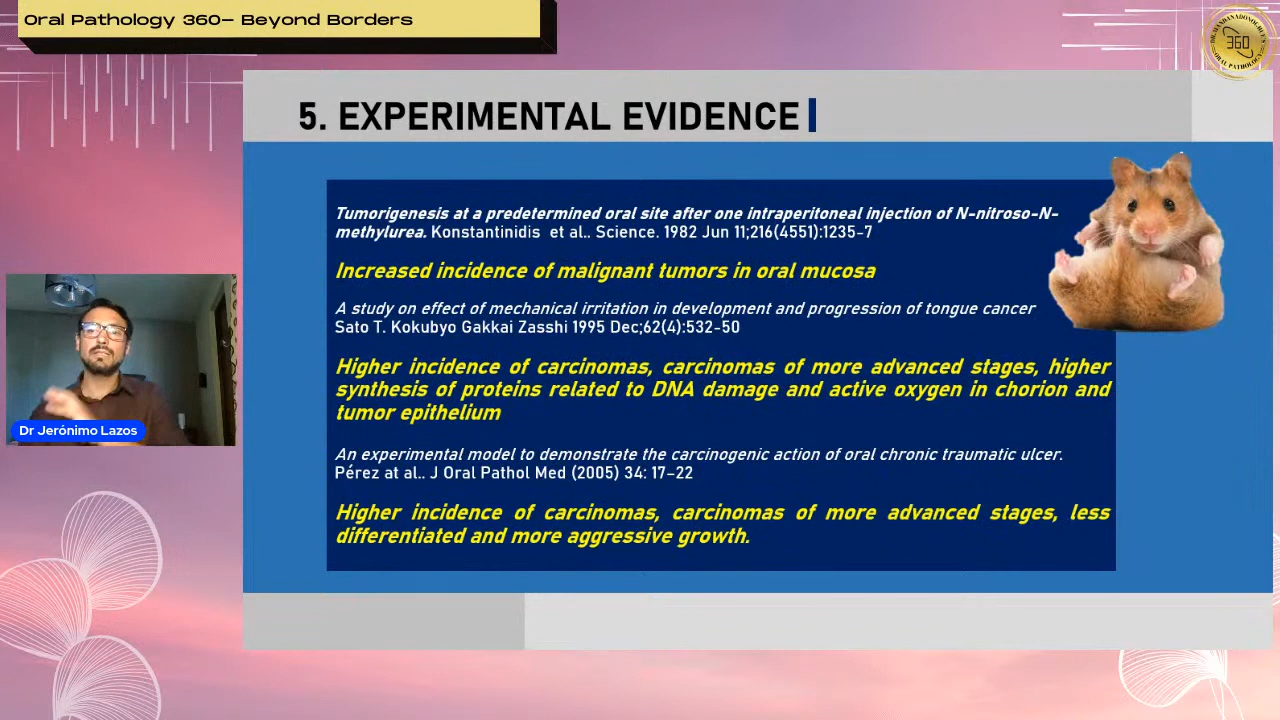 Oral Pathology 360- Beyond Borders
360
ORAL PATHOLOGY
5. EXPERIMENTAL EVIDENCE
Tumorigenesis at a predetermined oral site after one intraperitoneal injection of N-nitroso-N-
methylurea. Konstantinidis et al.. Science. 1982 Jun 11;216(4551):1235-7
Increased incidence of malignant tumors in oral mucosa
A study on effect of mechanical irritation in development and progression of tongue cancer
Sato T. Kokubyo Gakkai Zasshi 1995 Dec;62(4):532-50
Higher incidence of carcinomas, carcinomas of more advanced stages, higher
synthesis of proteins related to DNA damage and active oxygen in chorion and
tumor epithelium
An experimental model to demonstrate the carcinogenic action of oral chronic traumatic ulcer.
Pérez at al.. J Oral Pathol Med (2005) 34: 17-22
Higher incidence of carcinomas, carcinomas of more advanced stages, less
differentiated and more aggressive growth.
Dr Jerónimo Lazos